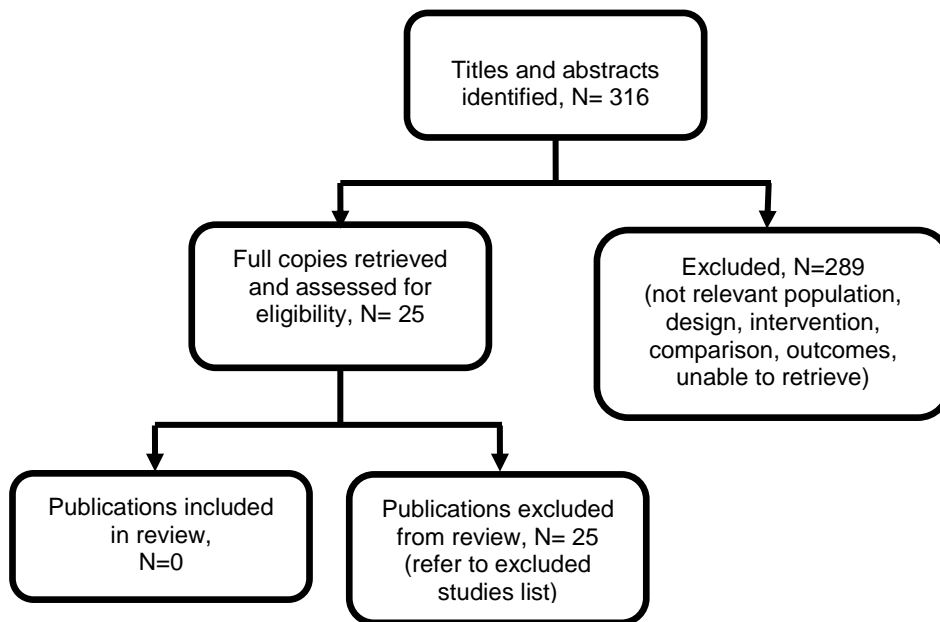 Titles and abstracts
identified, N= 316
Full copies retrieved
and assessed for
eligibility, N= 25
Excluded, N=289
(not relevant population,
design, intervention,
comparison, outcomes,
unable to retrieve)
Publications included
in review,
N=0
Publications excluded
from review, N= 25
(refer to excluded
studies list)